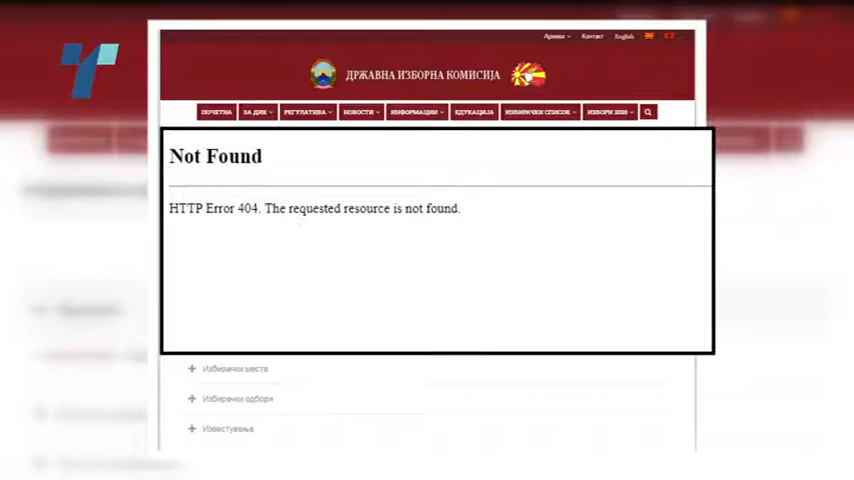 Архива Контакт English
ДРЖАВНА ИЗБОРНА КОМИСИЈА
ПОЧЕТНА ЗА ДИК РЕГУЛАТИВА НОВОСТИ ИНФОРМАЦИИ ЕДУКАЦИЈА ИЗБИРАЧКИ СПИСОК ИЗБОРИ 2020
Not Found
HTTP Error 404. The requested resource is not found.
Избирачки места
Избирачки одбори
Известувања